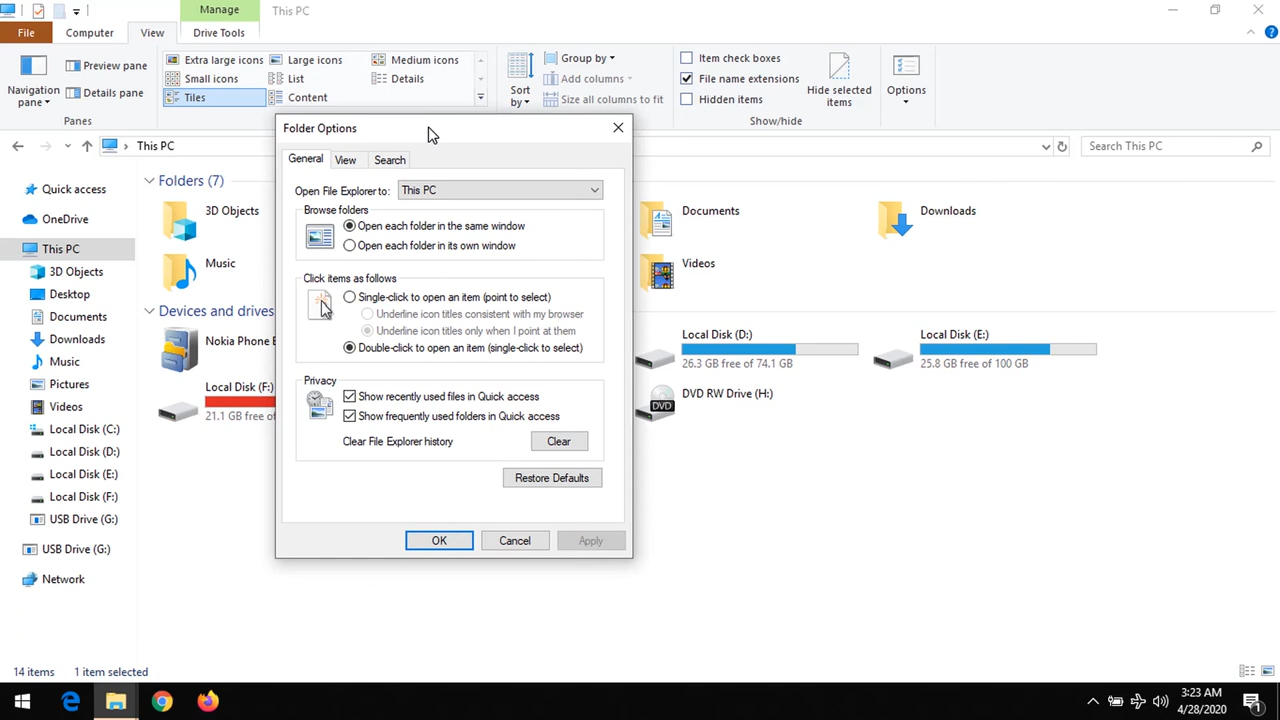 Manage
This PC
File
Computer
View
Drive Tools
Navigation pane
Preview pane
Details pane
Panes
Extra large icons
Large icons
Medium icons
Small icons
List
Details
Tiles
Content
Sort by
Group by
Add columns
Size all columns to fit
Item check boxes
File name extensions
Hidden items
Hide selected items
Show/hide
Options
This PC
Search This PC
Quick access
OneDrive
This PC
3D Objects
Desktop
Documents
Downloads
Music
Pictures
Videos
Local Disk (C:)
Local Disk (D:)
Local Disk (E:)
Local Disk (F:)
USB Drive (G:)
USB Drive (G:)
Network
Folders (7)
3D Objects
Music
Documents
Downloads
Videos
Devices and drives
Nokia Phone
Local Disk (F:)
21.1 GB free of
Local Disk (D:)
26.3 GB free of 74.1 GB
Local Disk (E:)
25.8 GB free of 100 GB
DVD RW Drive (H:)
DVD
Folder Options
General
View
Search
Open File Explorer to:
This PC
Browse folders
Open each folder in the same window
Open each folder in its own window
Click items as follows
Single-click to open an item (point to select)
Underline icon titles consistent with my browser
Underline icon titles only when I point at them
Double-click to open an item (single-click to select)
Privacy
Show recently used files in Quick access
Show frequently used folders in Quick access
Clear File Explorer history
Clear
Restore Defaults
OK
Cancel
Apply
14 items
1 item selected
3:23 AM
4/28/2020
1